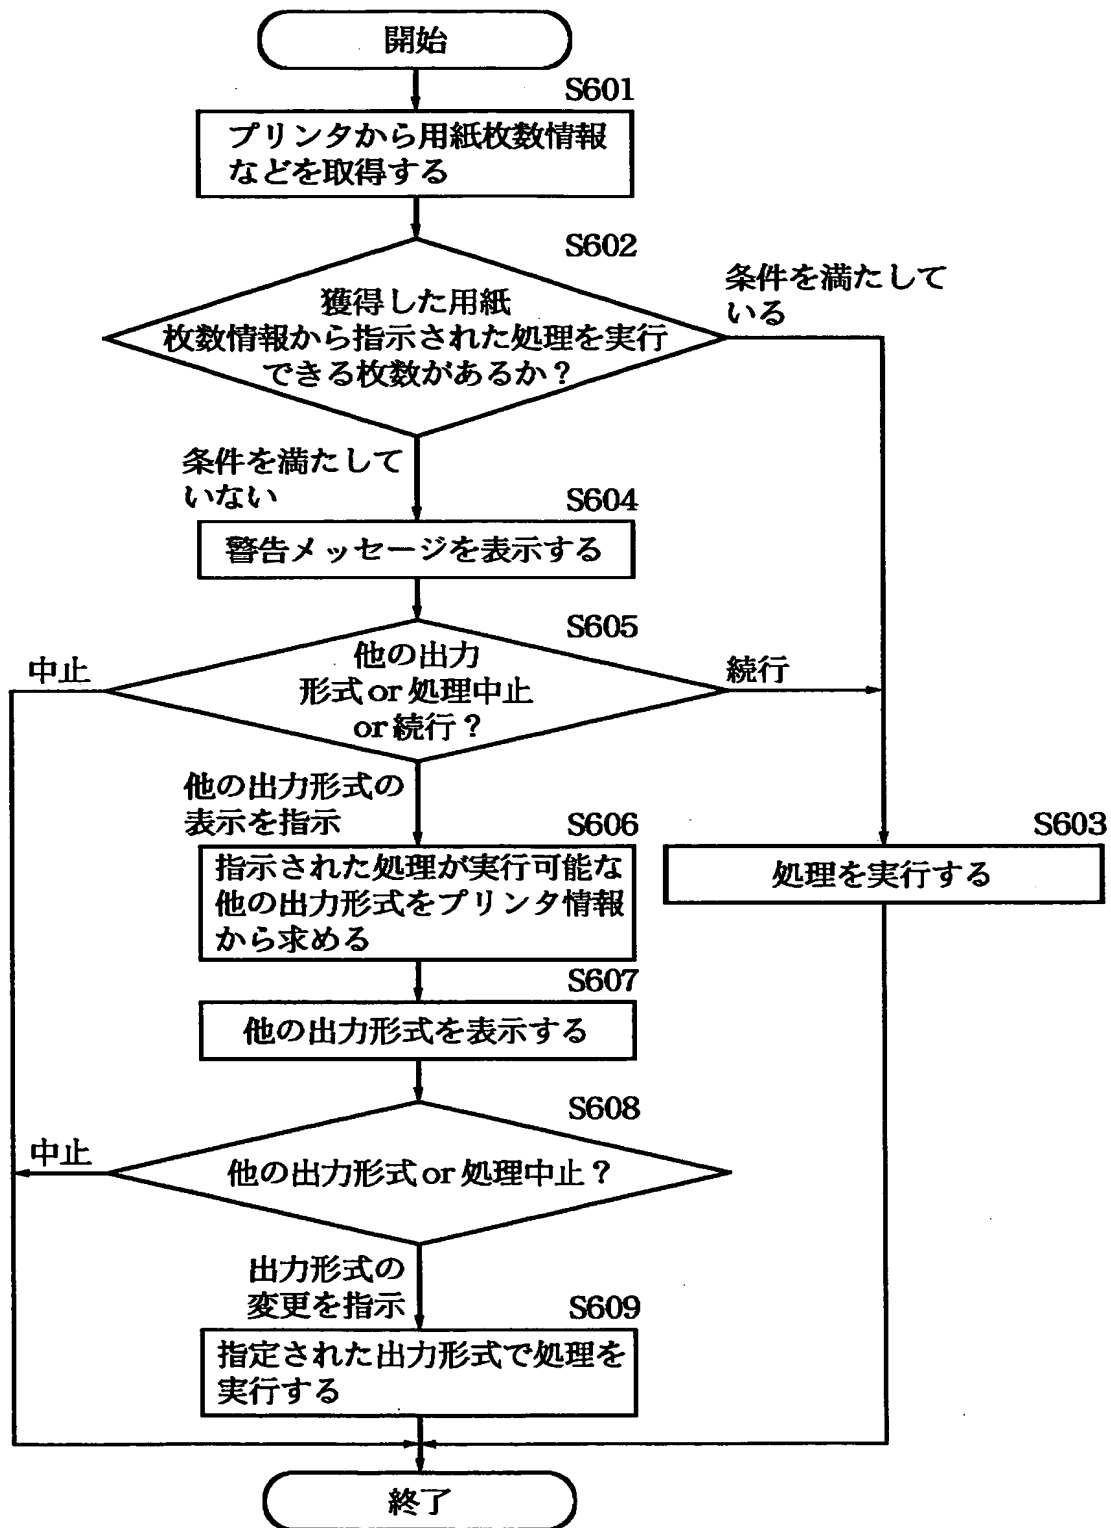 開始
S601
プリンタから用紙枚数情報
などを取得する
S602
獲得した用紙
枚数情報から指示された処理を実行
できる枚数があるか？
条件を満たして
いる
条件を満たして
いない
S604
警告メッセージを表示する
S605
他の出力
形式or処理中止
or続行？
中止
続行
他の出力形式の
表示を指示
S606
指示された処理が実行可能な
他の出力形式をプリンタ情報
から求める
S603
処理を実行する
S607
他の出力形式を表示する
S608
他の出力形式or処理中止？
中止
出力形式の
変更を指示
S609
指定された出力形式で処理を
実行する
終了